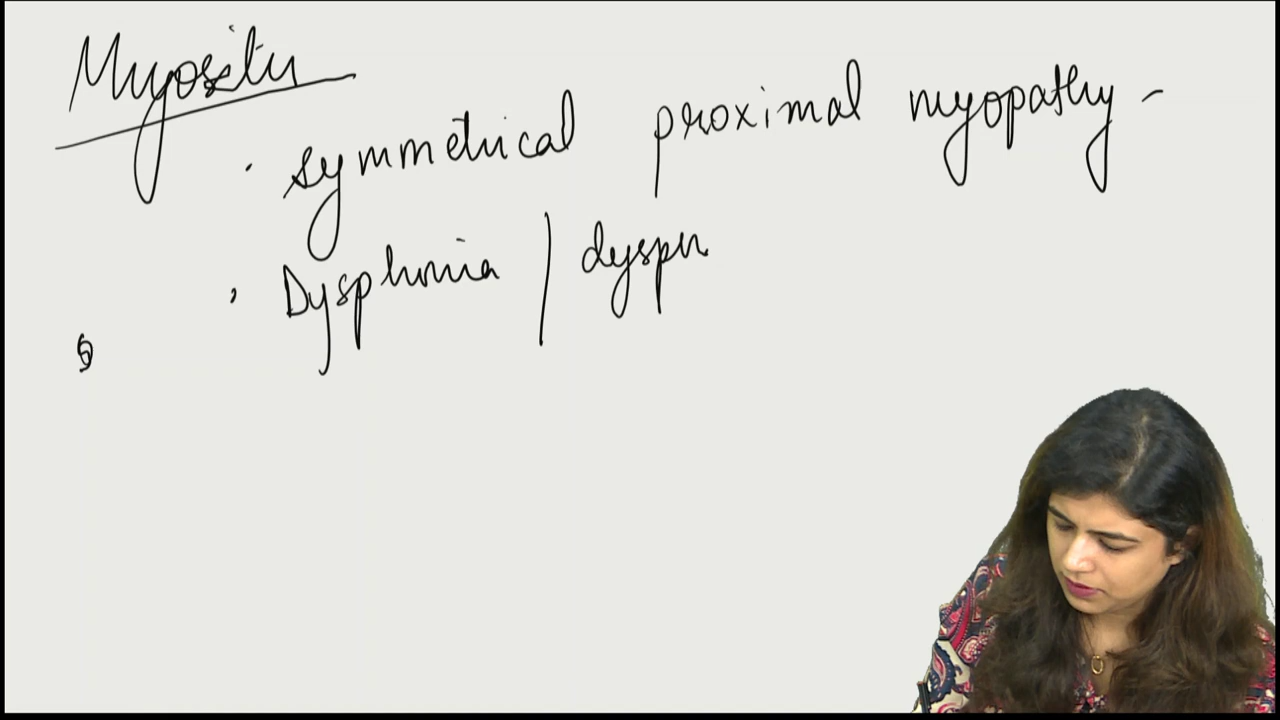 Myositis
· symmetrical proximal myopathy -
· Dysphonia / dyspn